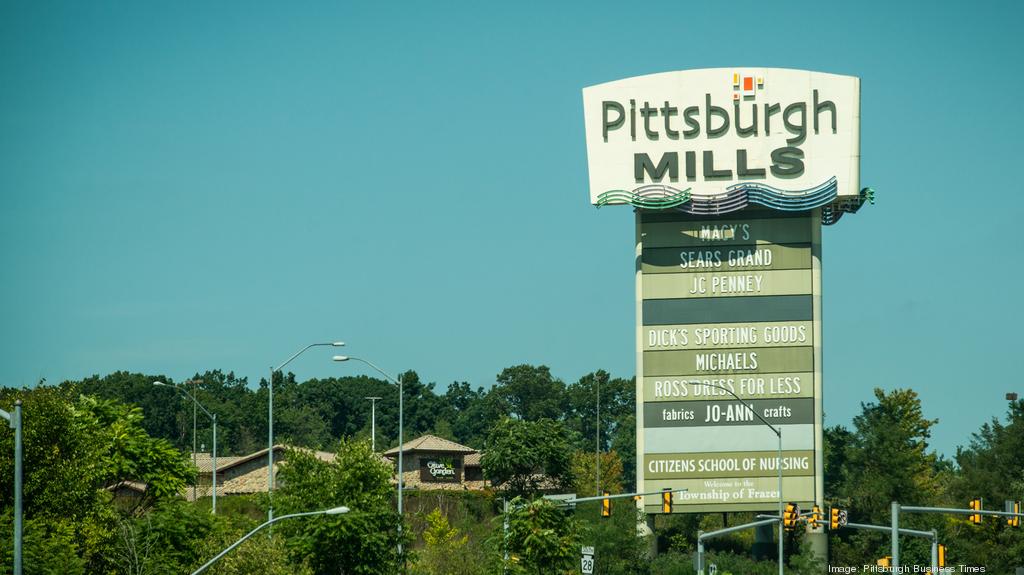 Pittsburgh
MILLS
MACY'S
SEARS GRAND
JC PENNEY
DICK'S SPORTING GOODS
MICHAELS
ROSS DRESS FOR LESS
fabrics JO-ANN crafts
CITIZENS SCHOOL OF NURSING
Welcome to the
Township of Frazer
Olive
Garden
28
Image: Pittsburgh Business Times